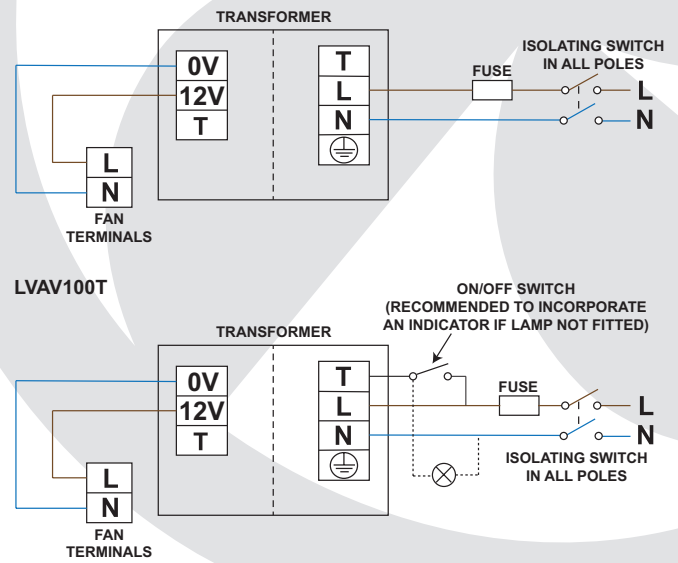 TRANSFORMER
ISOLATING SWITCH
IN ALL POLES
0V
12V
T
T
L
N
FUSE
L
N
L
N
FAN
TERMINALS
LVAV100T
ON/OFF SWITCH
(RECOMMENDED TO INCORPORATE
AN INDICATOR IF LAMP NOT FITTED)
TRANSFORMER
0V
12V
T
T
L
N
FUSE
L
N
ISOLATING SWITCH
IN ALL POLES
L
N
FAN
TERMINALS